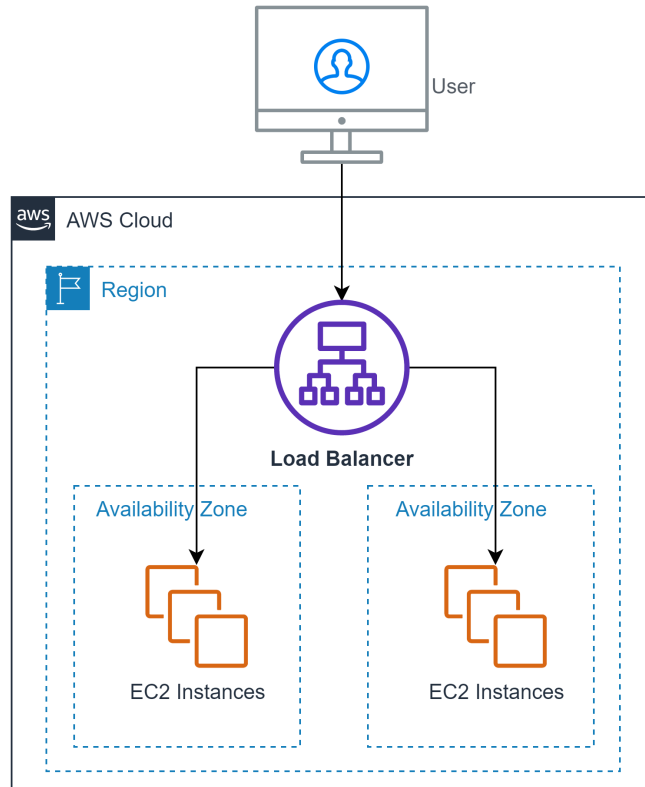 User
aws
AWS Cloud
Region
Load Balancer
Availability Zone
Availability Zone
EC2 Instances
EC2 Instances